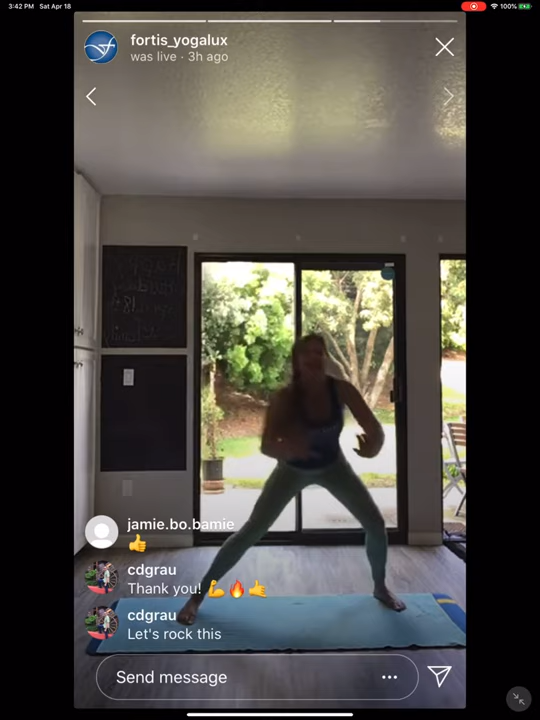 3:42 PM Sat Apr 18
100%
fortis_yogalux
was live · 3h ago
jamie.bo.bamie
👍
cdgrau
Thank you! 💪🔥🤙
cdgrau
Let's rock this
Send message